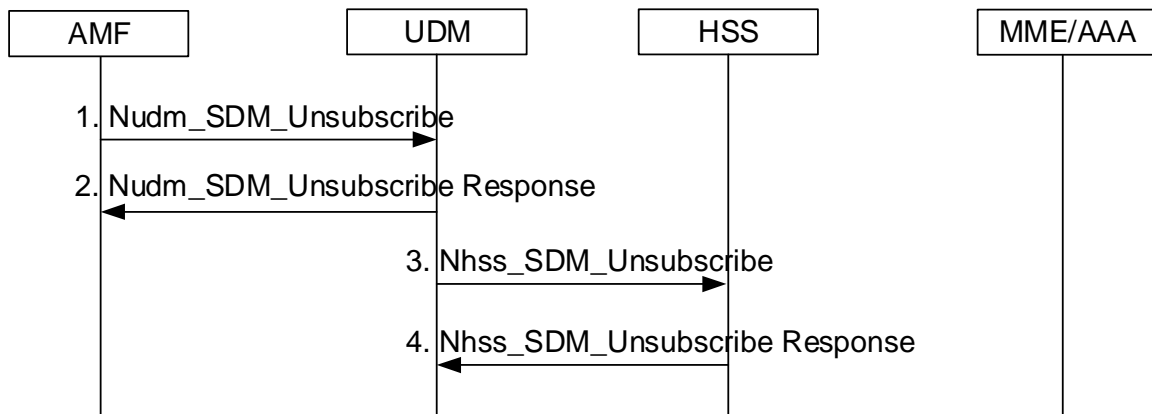 AMF
UDM
HSS
MME/AAA
1. Nudm_SDM_Unsubscribe
2. Nudm_SDM_Unsubscribe Response
3. Nhss_SDM_Unsubscribe
4. Nhss_SDM_Unsubscribe Response